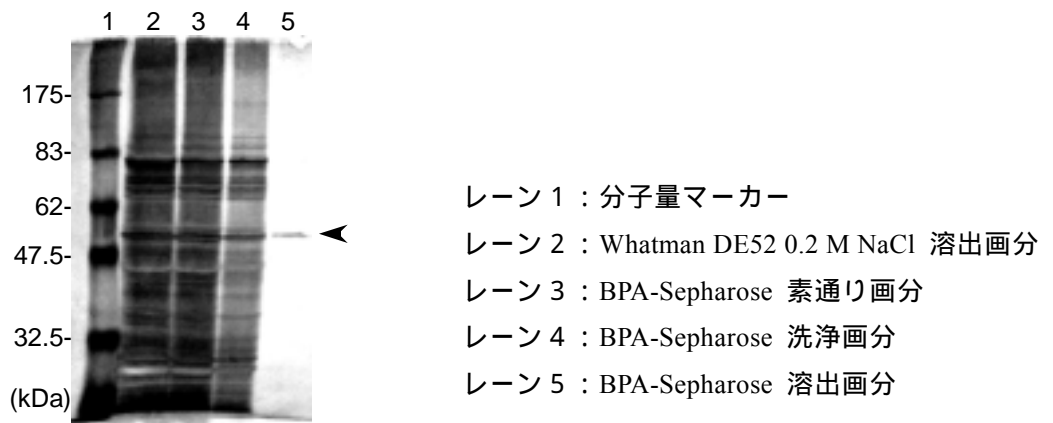 1 2 3 4 5
175-
83-
62-
47.5-
32.5-
(kDa)
レーン 1 ：分子量マーカー
レーン 2 ：Whatman DE52 0.2 M NaCl 溶出画分
レーン 3 ：BPA-Sepharose 素通り画分
レーン 4 ：BPA-Sepharose 洗浄画分
レーン 5 ：BPA-Sepharose 溶出画分